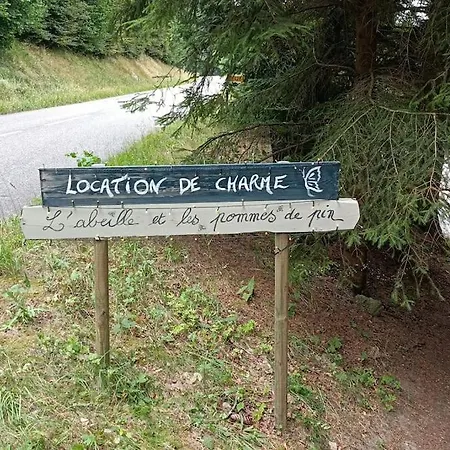 LOCATION DE CHARME
L'abeille et les pommes de pin